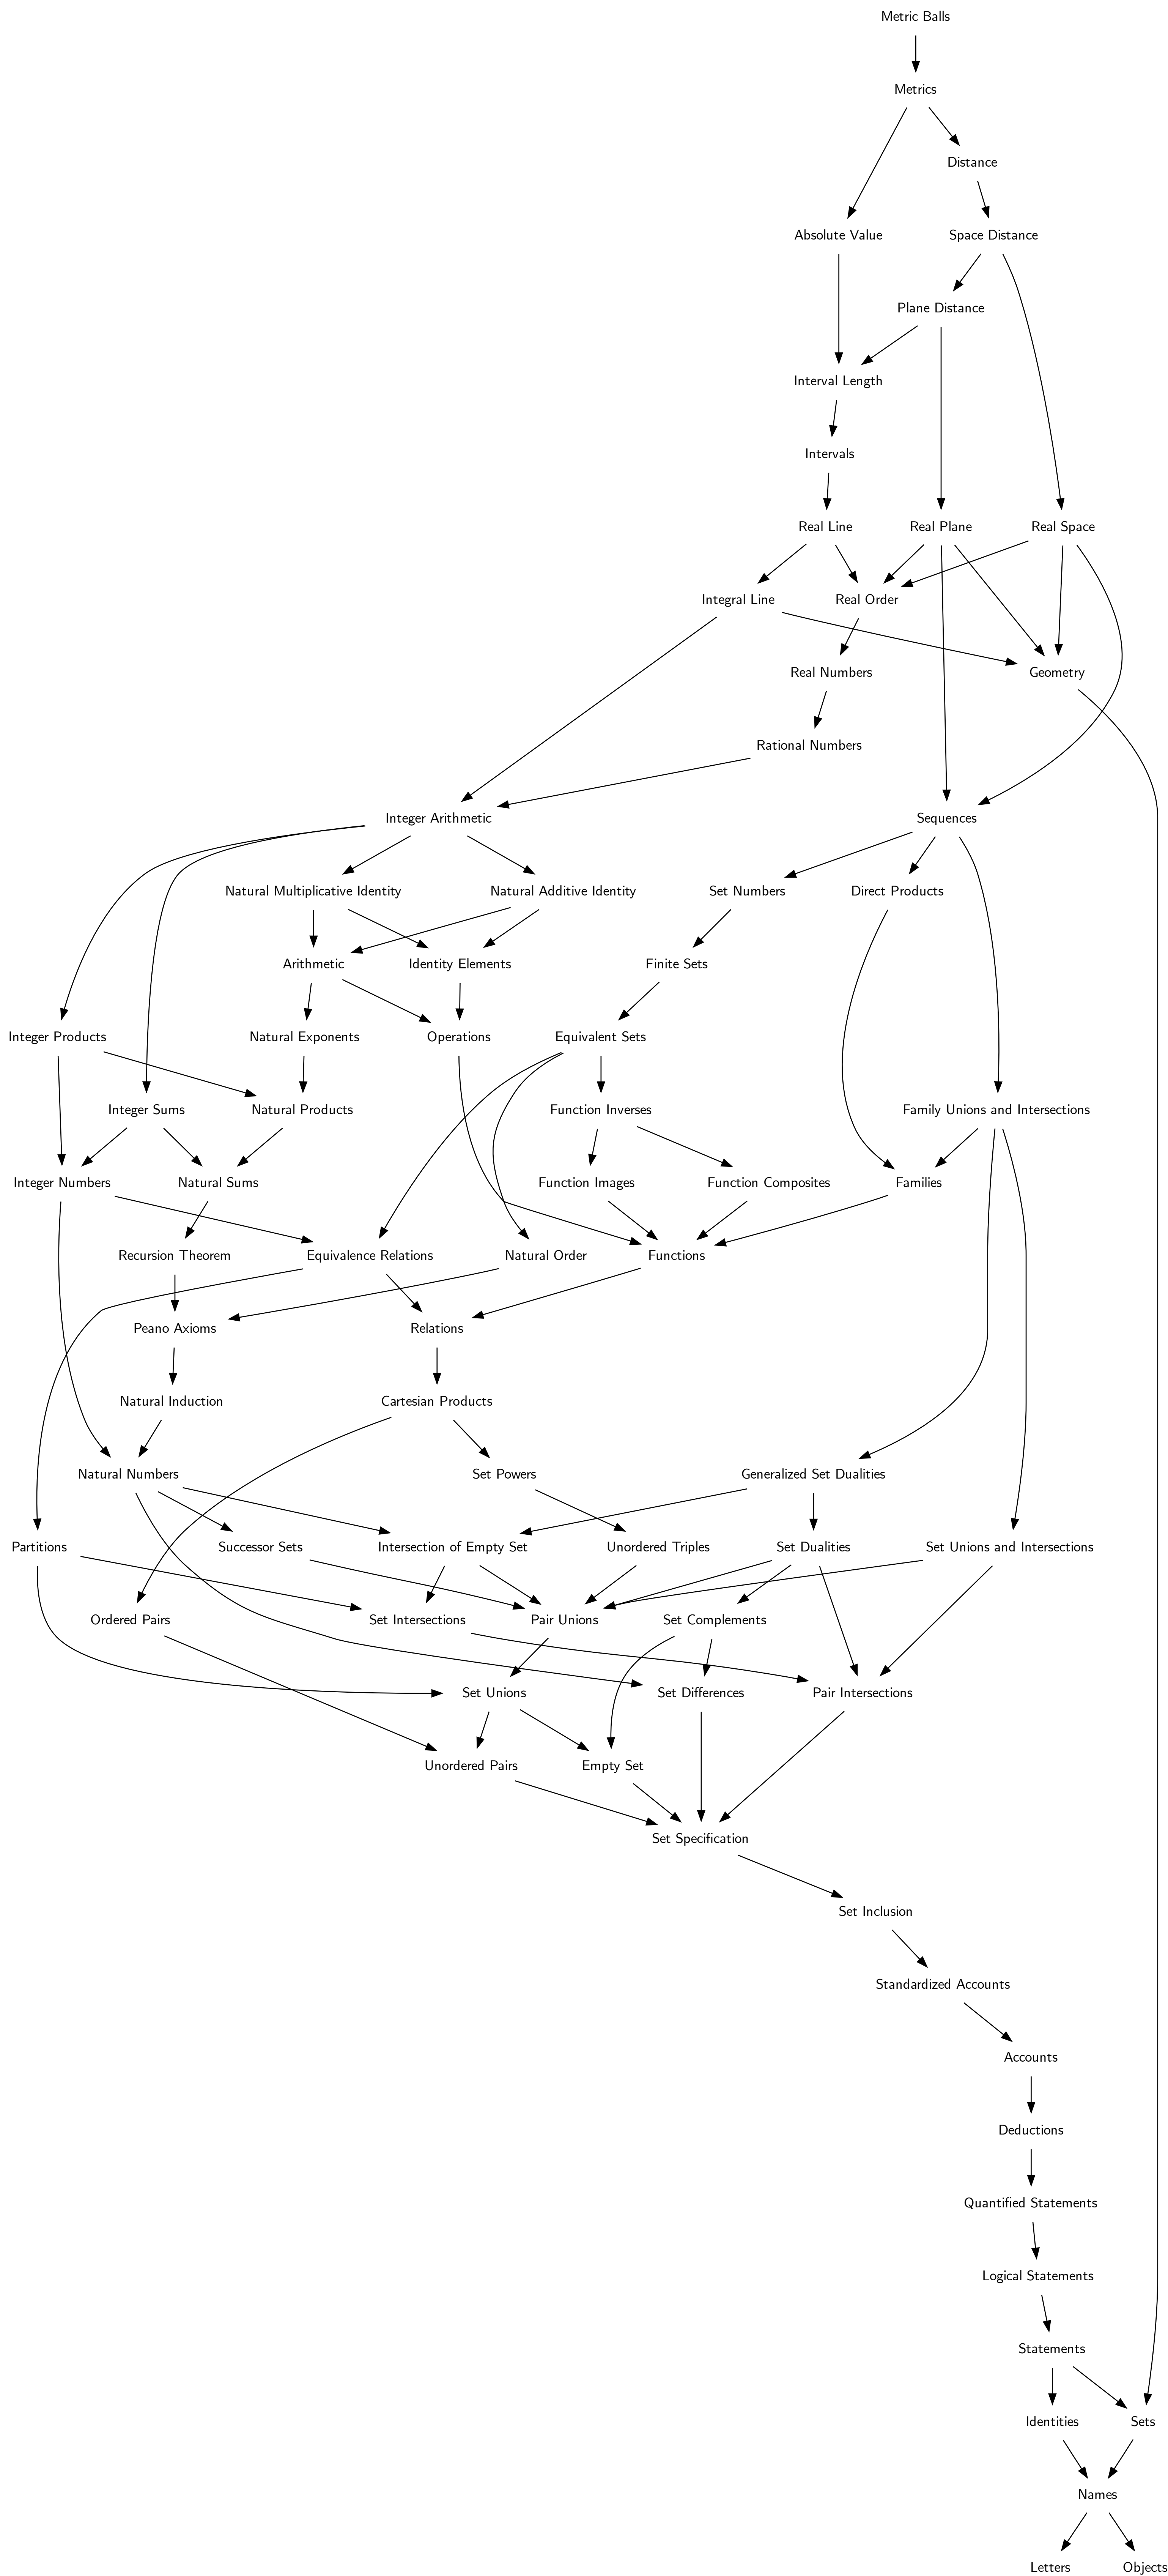 Metric Balls
Metrics
Distance
Absolute Value
Space Distance
Plane Distance
Interval Length
Intervals
Real Line
Real Plane
Real Space
Integral Line
Real Order
Real Numbers
Geometry
Rational Numbers
Integer Arithmetic
Sequences
Natural Multiplicative Identity
Natural Additive Identity
Set Numbers
Direct Products
Arithmetic
Identity Elements
Finite Sets
Integer Products
Natural Exponents
Operations
Equivalent Sets
Integer Sums
Natural Products
Function Inverses
Family Unions and Intersections
Integer Numbers
Natural Sums
Function Images
Function Composites
Families
Recursion Theorem
Equivalence Relations
Natural Order
Functions
Peano Axioms
Relations
Natural Induction
Cartesian Products
Natural Numbers
Set Powers
Generalized Set Dualities
Partitions
Successor Sets
Intersection of Empty Set
Unordered Triples
Set Dualities
Set Unions and Intersections
Ordered Pairs
Set Intersections
Pair Unions
Set Complements
Set Unions
Set Differences
Pair Intersections
Unordered Pairs
Empty Set
Set Specification
Set Inclusion
Standardized Accounts
Accounts
Deductions
Quantified Statements
Logical Statements
Statements
Identities
Sets
Names
Letters
Objects